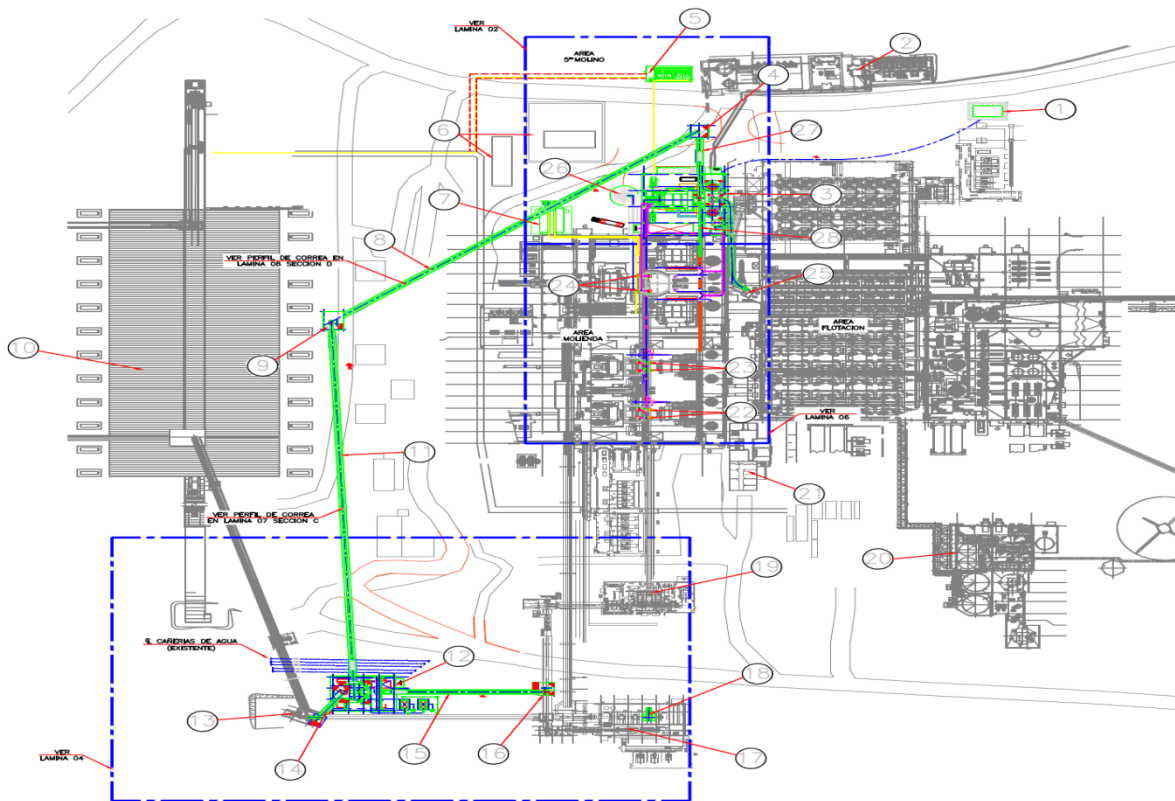 VER
LAMINA 02
AREA
5to MOLINO
5
2
4
1
6
27
26
3
7
28
8
VER PERFIL DE CORREA EN
LAMINA 08 SECCION D
24
25
AREA
MOLIENDA
AREA
FLOTACION
10
9
23
22
VER
LAMINA 06
11
21
VER PERFIL DE CORREA
EN LAMINA 07 SECCION C
20
19
CAÑERIAS DE AGUA
(EXISTENTE)
12
18
13
VER
LAMINA 04
14
15
16
17